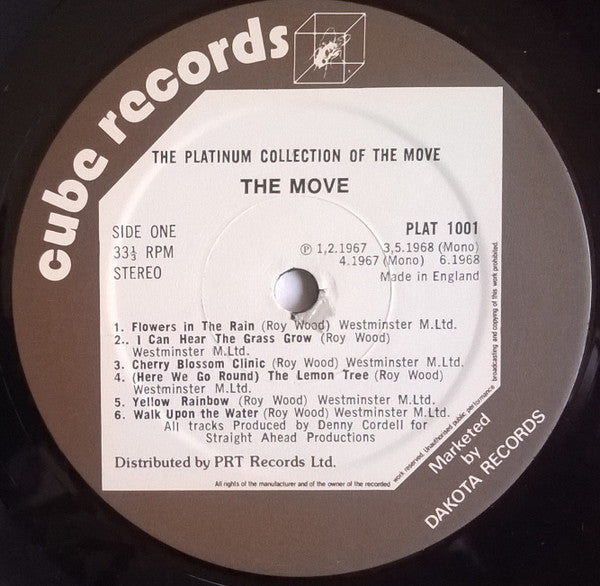 cube records
THE PLATINUM COLLECTION OF THE MOVE
THE MOVE
SIDE ONE
33⅓ RPM
STEREO
PLAT 1001
℗ 1,2.1967 3,5.1968 (Mono)
4.1967 (Mono) 6.1968
Made in England
1. Flowers in The Rain (Roy Wood) Westminster M.Ltd.
2.. I Can Hear The Grass Grow (Roy Wood)
Westminster M.Ltd.
3. Cherry Blossom Clinic (Roy Wood) Westminster M.Ltd.
4. (Here We Go Round) The Lemon Tree (Roy Wood)
Westminster M.Ltd.
5. Yellow Rainbow (Roy Wood) Westminster M.Ltd.
6. Walk Upon the Water (Roy Wood) Westminster M.Ltd.
All tracks Produced by Denny Cordell for
Straight Ahead Productions
Distributed by PRT Records Ltd.
All rights of the manufacturer and of the owner of the recorded
work reserved. Unauthorised public performance
broadcasting and copying of this work prohibited.
Marketed
by
DAKOTA RECORDS